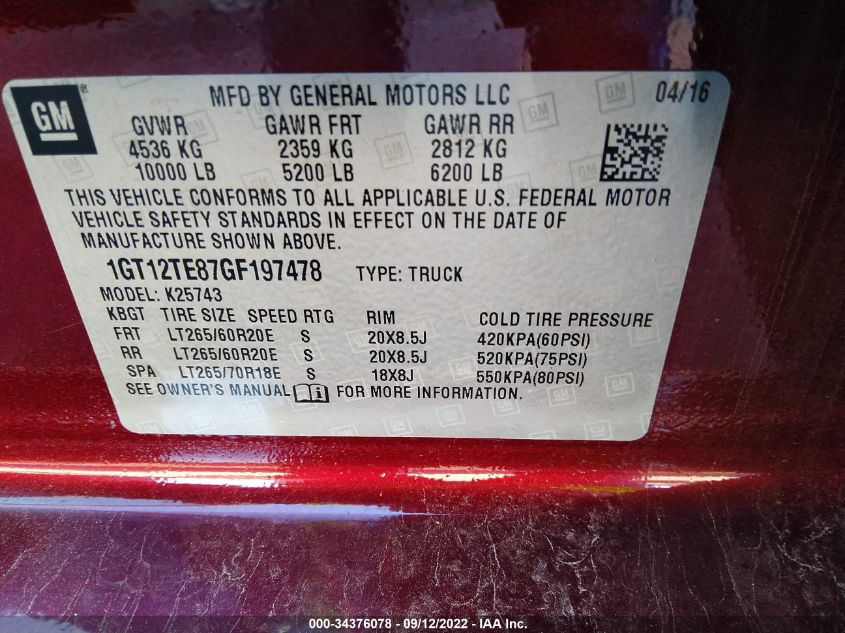 GM ® MFD BY GENERAL MOTORS LLC 04/16
GVWR GAWR FRT GAWR RR
4536 KG 2359 KG 2812 KG
10000 LB 5200 LB 6200 LB
THIS VEHICLE CONFORMS TO ALL APPLICABLE U.S. FEDERAL MOTOR
VEHICLE SAFETY STANDARDS IN EFFECT ON THE DATE OF
MANUFACTURE SHOWN ABOVE.
1GT12TE87GF197478 TYPE: TRUCK
MODEL: K25743
KBGT TIRE SIZE SPEED RTG RIM COLD TIRE PRESSURE
FRT LT265/60R20E S 20X8.5J 420KPA(60PSI)
RR LT265/60R20E S 20X8.5J 520KPA(75PSI)
SPA LT265/70R18E S 18X8J 550KPA(80PSI)
SEE OWNER'S MANUAL FOR MORE INFORMATION.
000-34376078 - 09/12/2022 - IAA Inc.